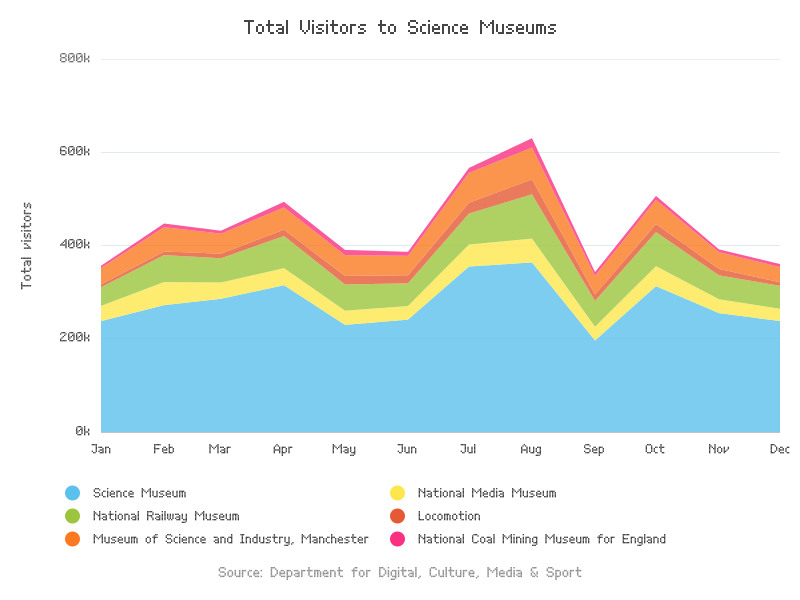 Total Visitors to Science Museums
800k
600k
400k
200k
0k
Total visitors
Jan Feb Mar Apr May Jun Jul Aug Sep Oct Nov Dec
Science Museum
National Media Museum
National Railway Museum
Locomotion
Museum of Science and Industry, Manchester
National Coal Mining Museum for England
Source: Department for Digital, Culture, Media & Sport